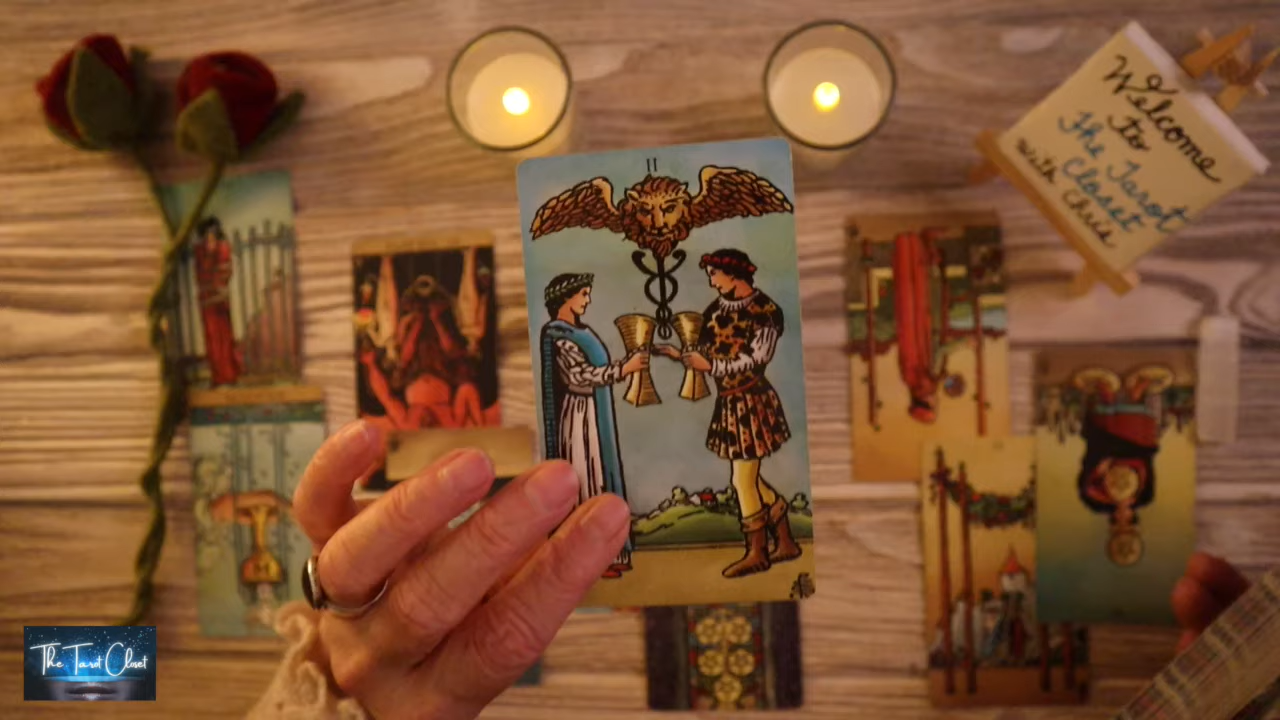 II
Welcome
to
The Tarot
Closet
with Chris
The Tarot Closet